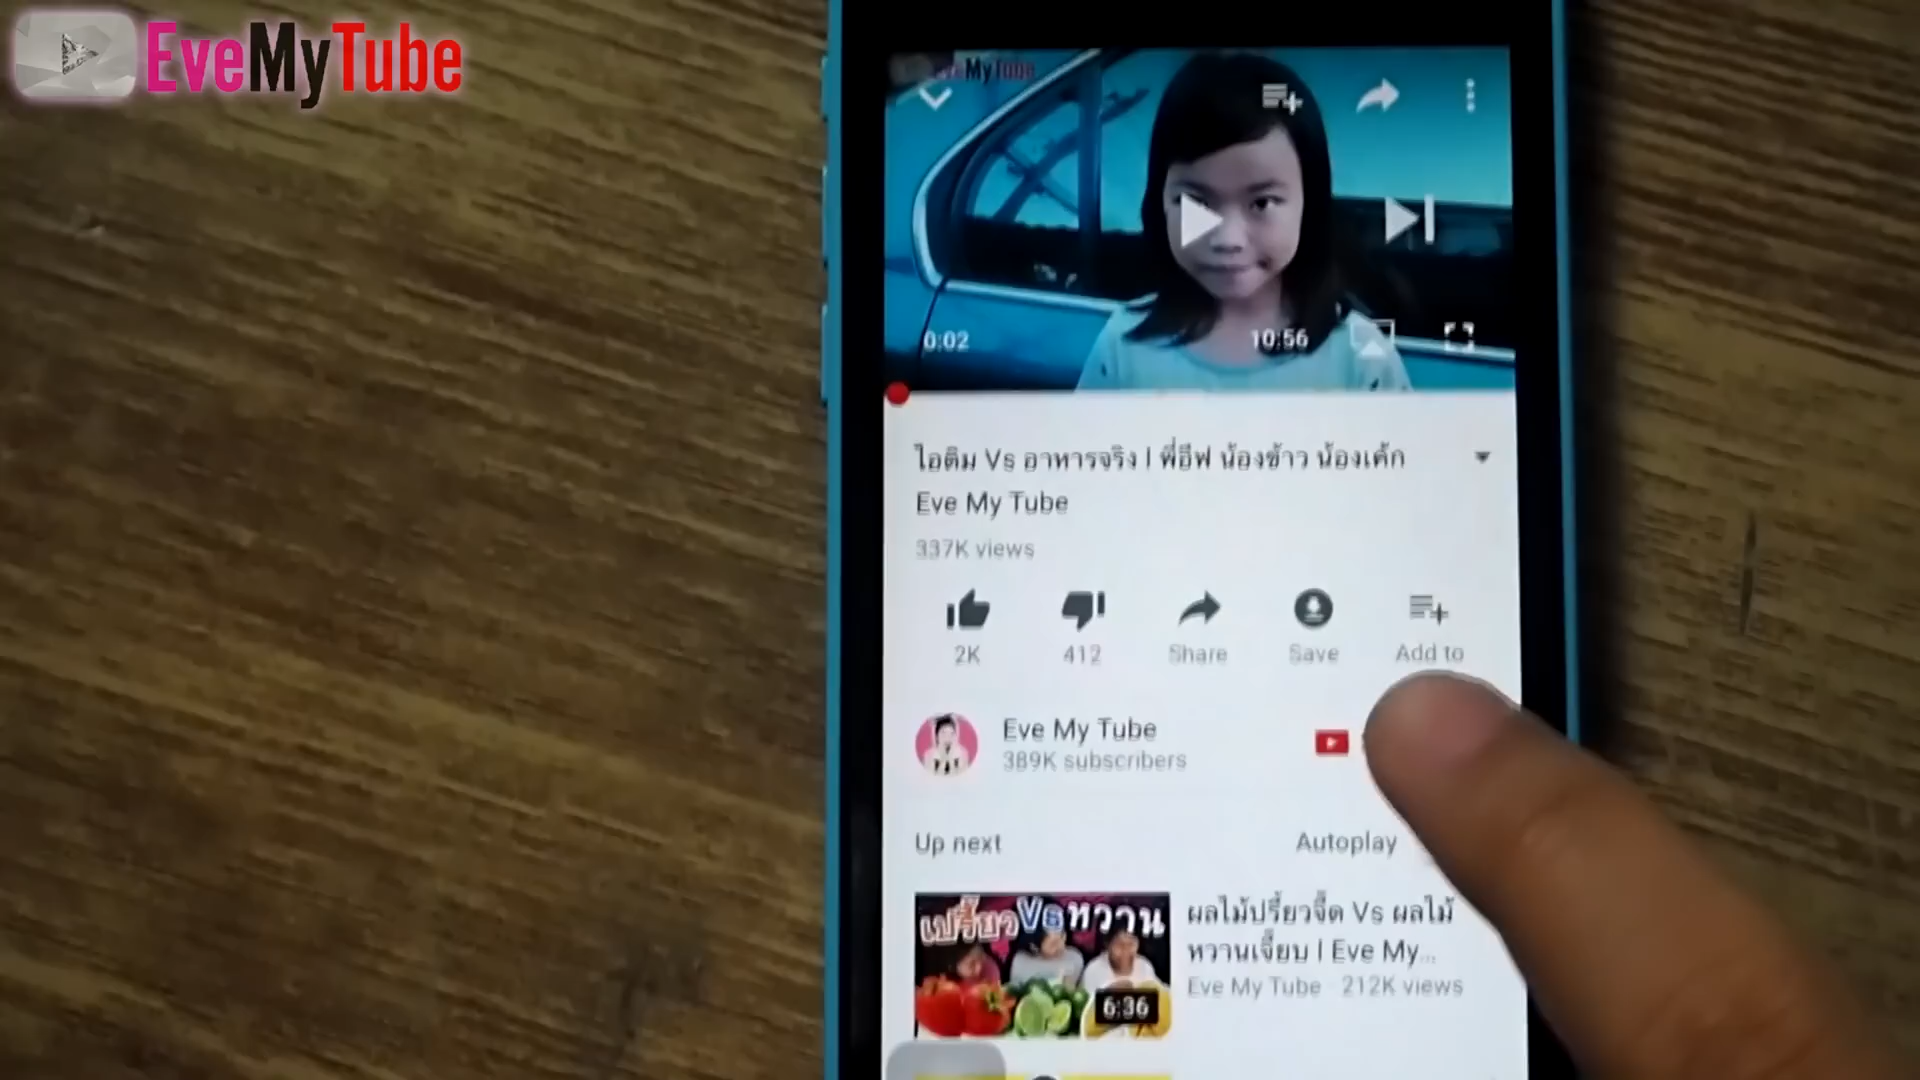 EveMyTube
MyTube
0:02
10:56
ไอติม Vs อาหารจริง l พี่อีฟ น้องข้าว น้องเค้ก
Eve My Tube
337K views
2K
412
Share
Save
Add to
Eve My Tube
389K subscribers
Up next
Autoplay
เปรี้ยวVsหวาน
6:36
ผลไม้ปรี้ยวจี๊ด Vs ผลไม้
หวานเจี๊ยบ l Eve My...
Eve My Tube · 212K views